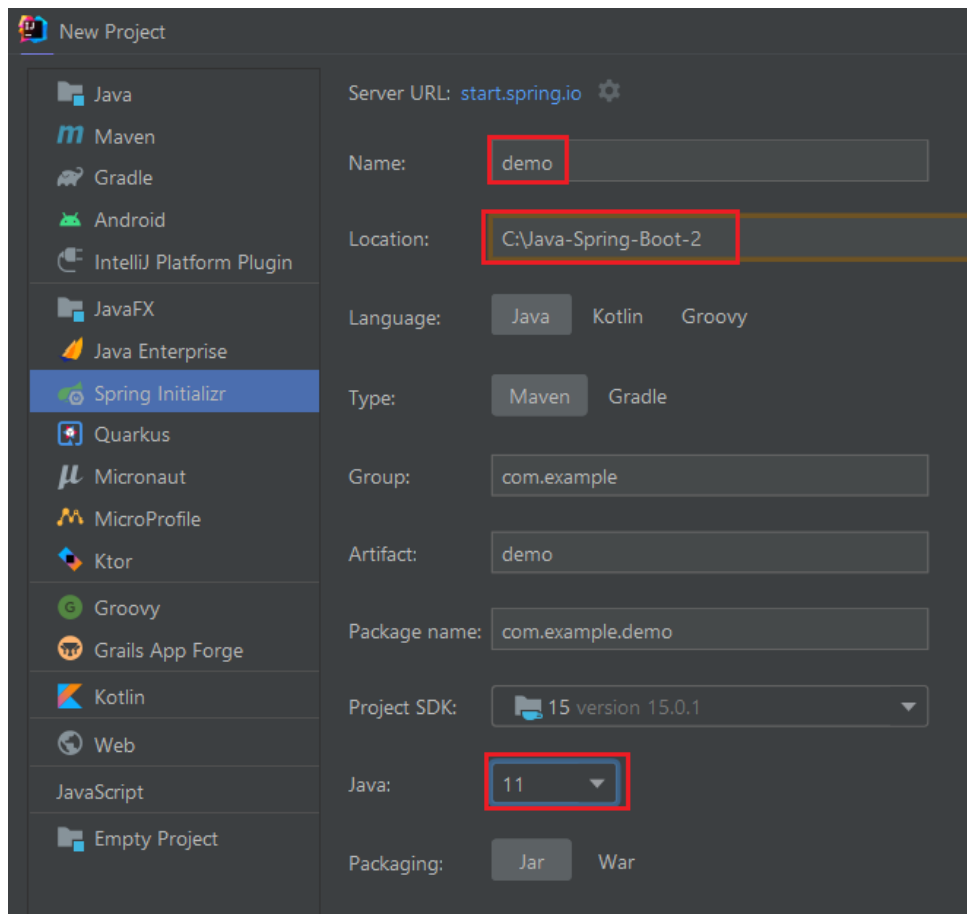 New Project
Java
Maven
Gradle
Android
IntelliJ Platform Plugin
JavaFX
Java Enterprise
Spring Initializr
Quarkus
Micronaut
MicroProfile
Ktor
Groovy
Grails App Forge
Kotlin
Web
JavaScript
Empty Project
Server URL: start.spring.io
Name: demo
Location: C:\Java-Spring-Boot-2
Language: Java Kotlin Groovy
Type: Maven Gradle
Group: com.example
Artifact: demo
Package name: com.example.demo
Project SDK: 15 version 15.0.1
Java: 11
Packaging: Jar War